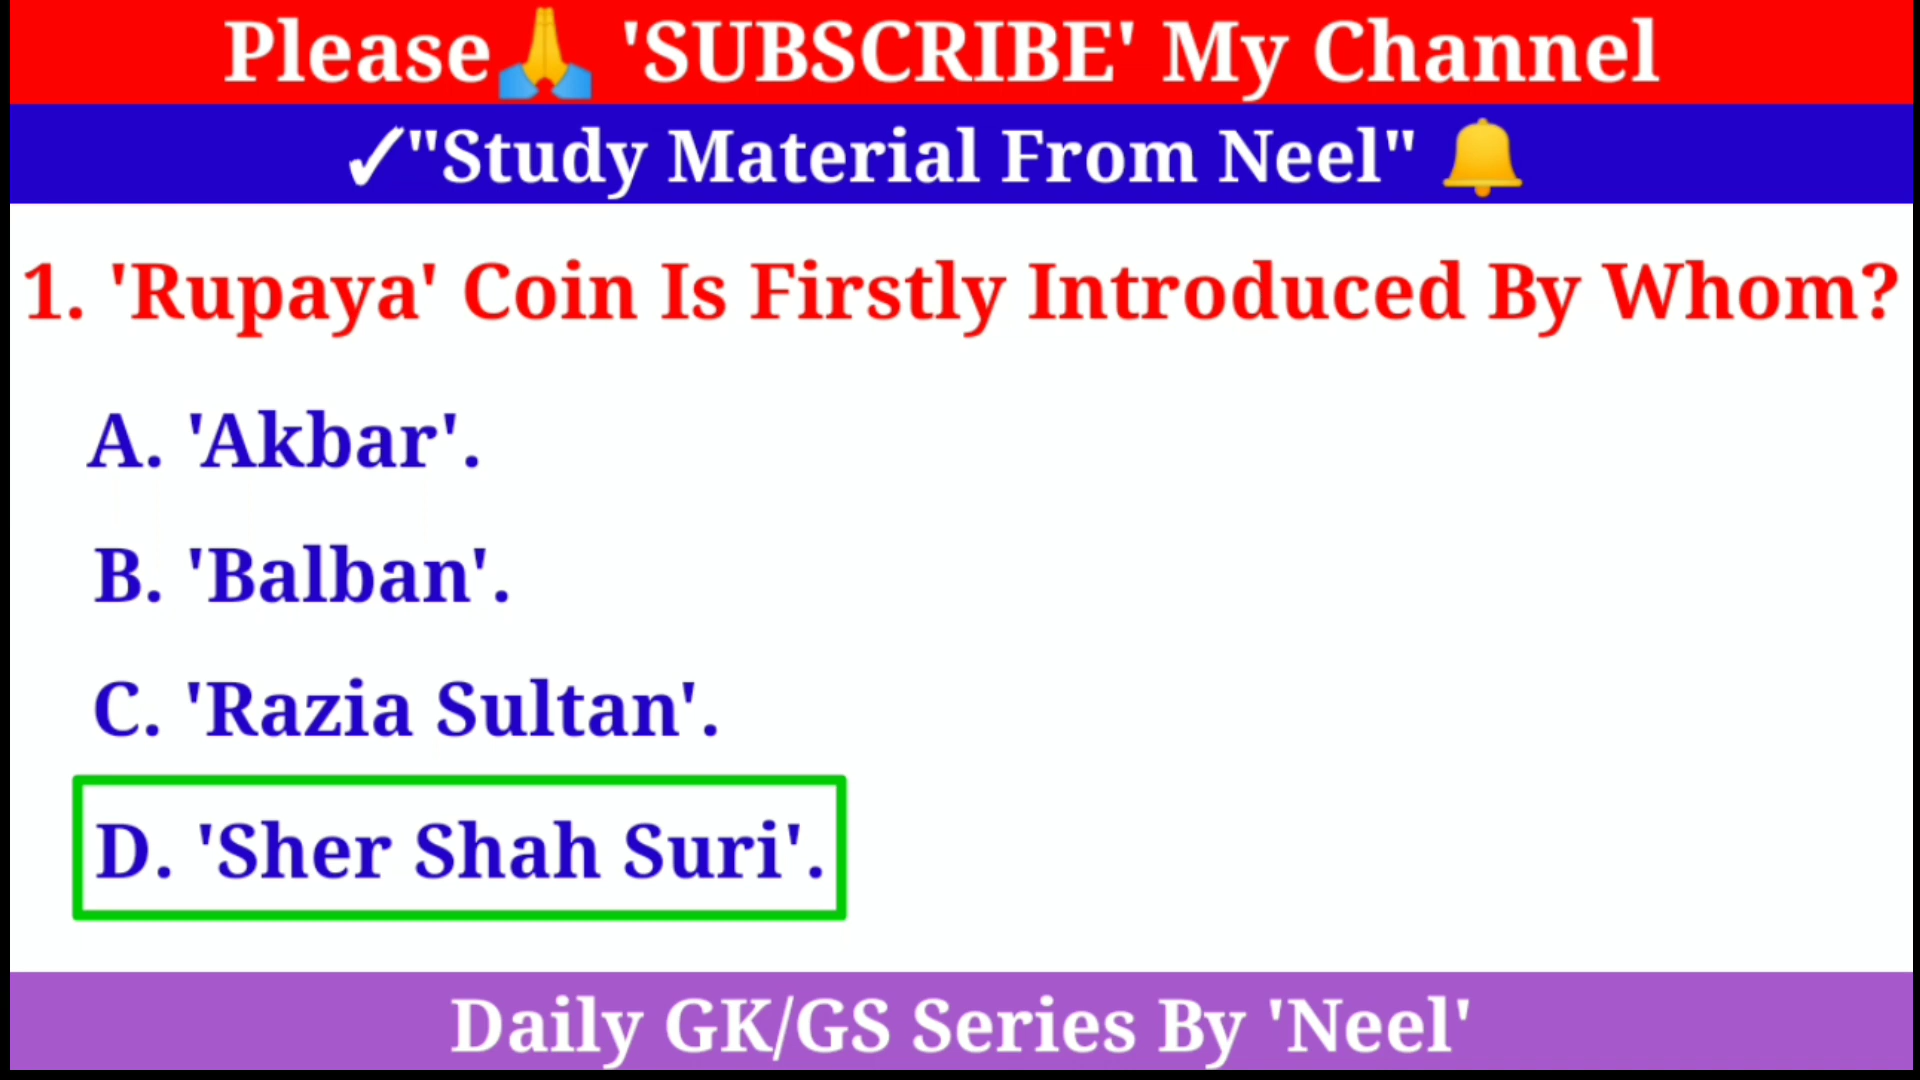 Please🙏 'SUBSCRIBE' My Channel
✓"Study Material From Neel" 🔔
1. 'Rupaya' Coin Is Firstly Introduced By Whom?
A. 'Akbar'.
B. 'Balban'.
C. 'Razia Sultan'.
D. 'Sher Shah Suri'.
Daily GK/GS Series By 'Neel'